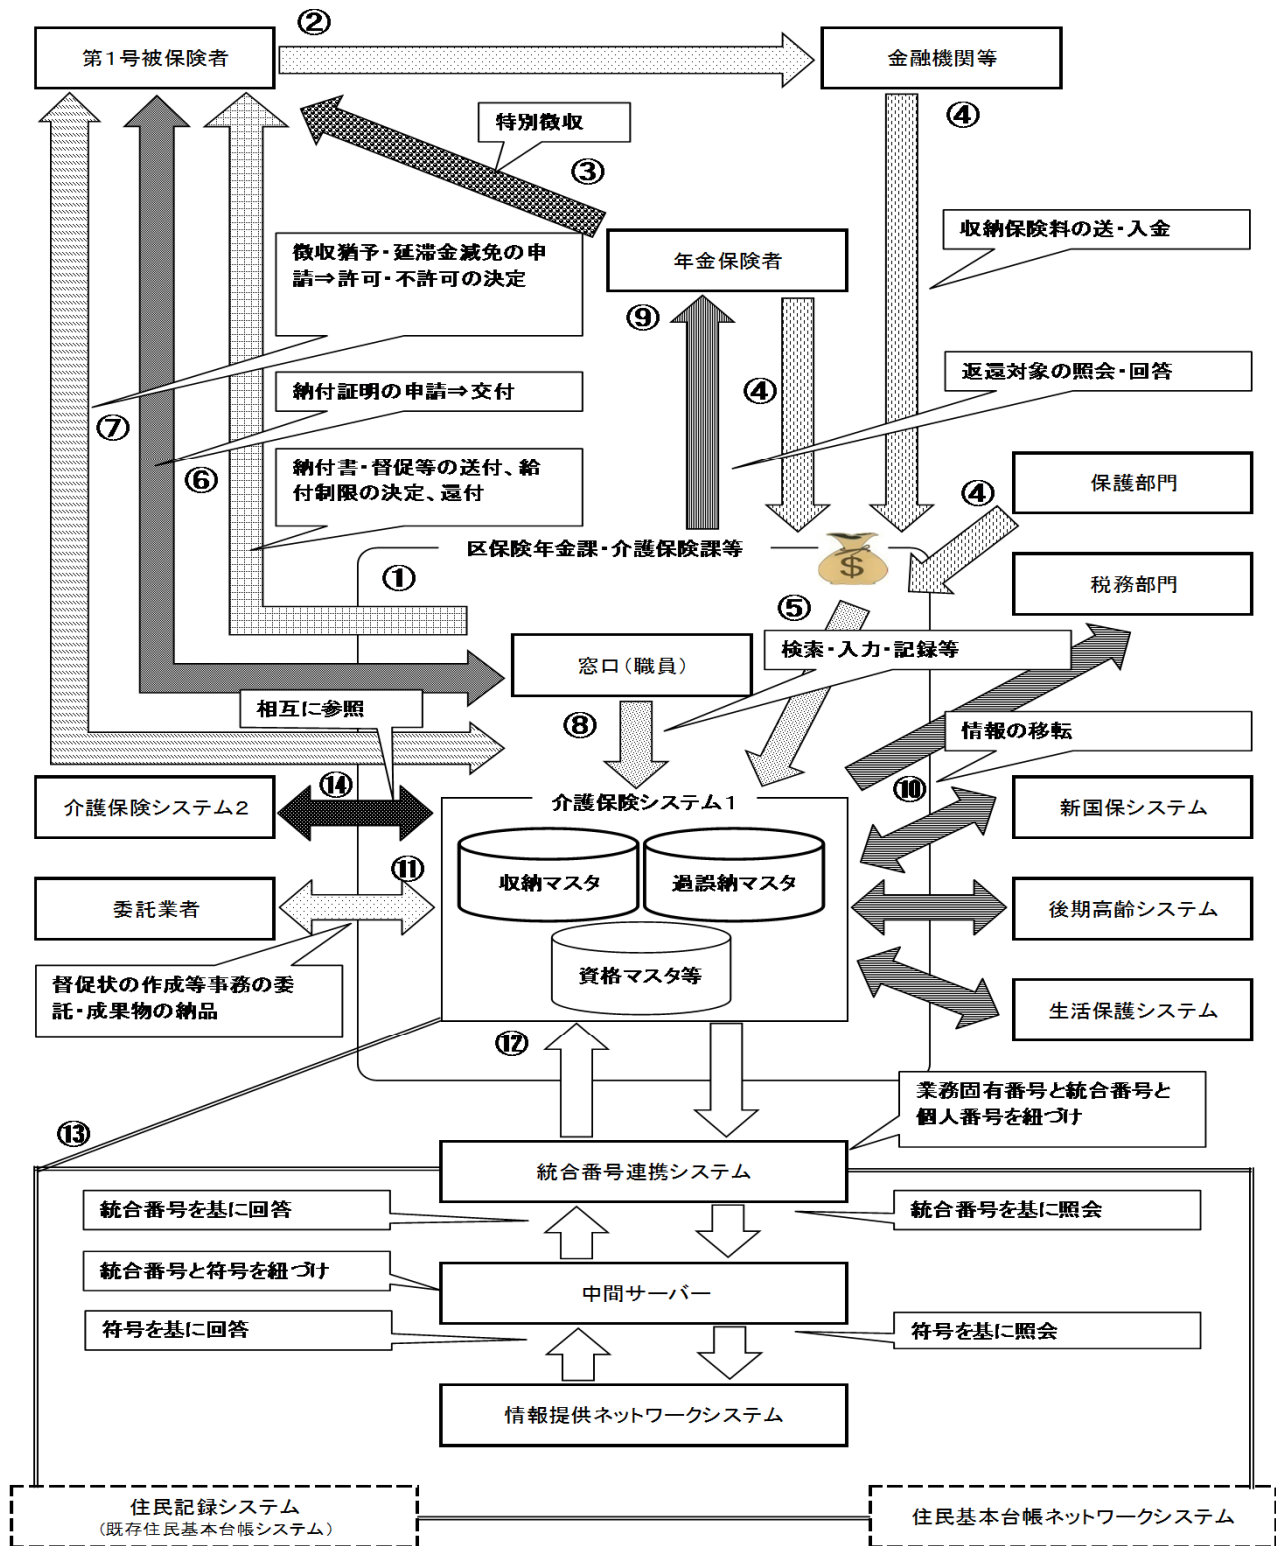 ②
第1号被保険者
金融機関等
④
特別徴収
③
収納保険料の送・入金
徴収猶予・延滞金減免の申
請⇒許可・不許可の決定
年金保険者
⑨
返還対象の照会・回答
納付証明の申請⇒交付
④
⑦
納付書・督促等の送付、給
付制限の決定、還付
⑥
保護部門
④
区保険年金課・介護保険課等
$
①
税務部門
⑤
検索・入力・記録等
窓口(職員)
相互に参照
⑧
情報の移転
⑭
⑩
介護保険システム2
介護保険システム1
新国保システム
収納マスタ
過誤納マスタ
⑪
委託業者
後期高齢システム
資格マスタ等
督促状の作成等事務の委
託・成果物の納品
生活保護システム
⑫
業務固有番号と統合番号と
個人番号を紐づけ
⑬
統合番号連携システム
統合番号を基に回答
統合番号を基に照会
統合番号と符号を紐づけ
中間サーバー
符号を基に回答
符号を基に照会
情報提供ネットワークシステム
住民記録システム
(既存住民基本台帳システム)
住民基本台帳ネットワークシステム